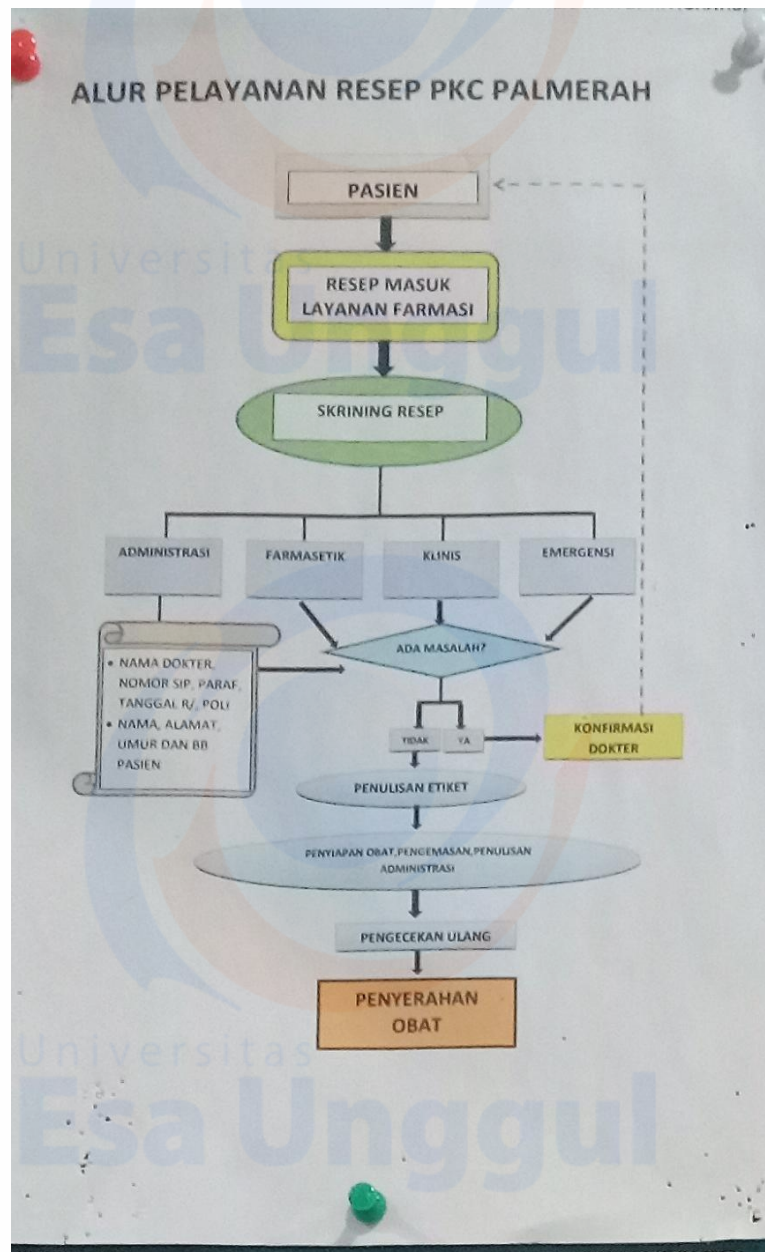 ALUR PELAYANAN RESEP PKC PALMERAH
PASIEN
RESEP MASUK
LAYANAN FARMASI
SKRINING RESEP
ADMINISTRASI
FARMASETIK
KLINIS
EMERGENSI
• NAMA DOKTER,
NOMOR SIP, PARAF,
TANGGAL R/, POLI
• NAMA, ALAMAT,
UMUR DAN BB
PASIEN
ADA MASALAH?
TIDAK
YA
KONFIRMASI
DOKTER
PENULISAN ETIKET
PENYIAPAN OBAT,PENGEMASAN,PENULISAN
ADMINISTRASI
PENGECEKAN ULANG
PENYERAHAN
OBAT
Universitas
Esa Unggul
Universitas
Esa Unggul